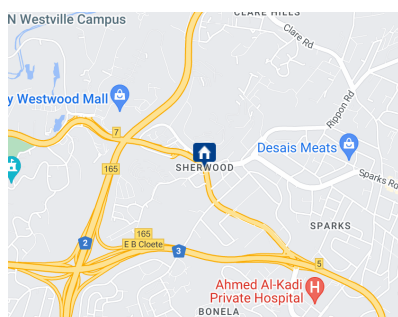 N Westville Campus
CLARE HILLS
Clare Rd
y Westwood Mall
Rippon Rd
7
Desais Meats
165
SHERWOOD
Sparks Ro
SPARKS
165
2
E B Cloete
3
5
Ahmed Al-Kadi
Private Hospital
H
BONELA